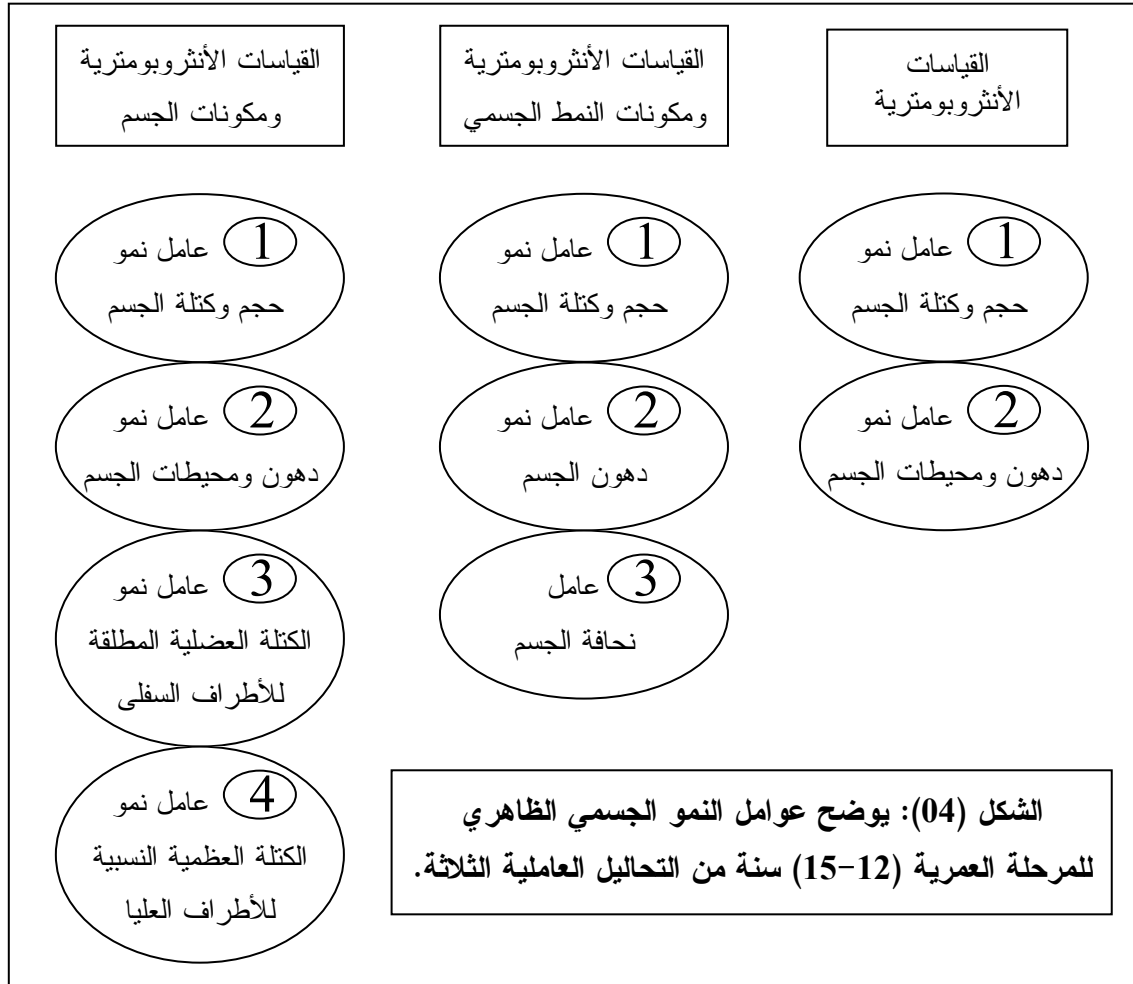 القياسات
الأنثروبومترية
1 عامل نمو
حجم وكتلة الجسم
2 عامل نمو
دهون ومحيطات الجسم
القياسات الأنثروبومترية
ومكونات النمط الجسمي
1 عامل نمو
حجم وكتلة الجسم
2 عامل نمو
دهون الجسم
3 عامل
نحافة الجسم
القياسات الأنثروبومترية
ومكونات الجسم
1 عامل نمو
حجم وكتلة الجسم
2 عامل نمو
دهون ومحيطات الجسم
3 عامل نمو
الكتلة العضلية المطلقة
للأطراف السفلى
4 عامل نمو
الكتلة العظمية النسبية
للأطراف العليا
الشكل (04): يوضح عوامل النمو الجسمي الظاهري
للمرحلة العمرية (12-15) سنة من التحاليل العاملية الثلاثة.